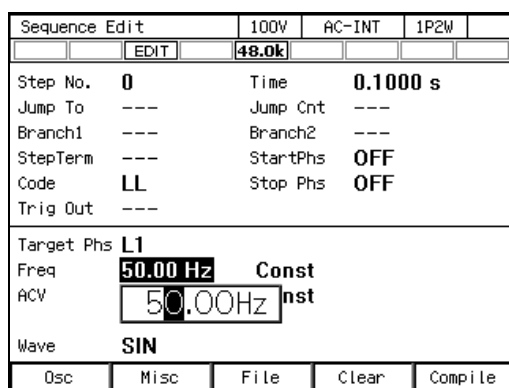 Sequence Edit 100V AC-INT 1P2W
EDIT 48.0k
Step No. 0 Time 0.1000 s
Jump To --- Jump Cnt ---
Branch1 --- Branch2 ---
StepTerm --- StartPhs OFF
Code LL Stop Phs OFF
Trig Out ---
Target Phs L1
Freq 50.00 Hz Const
ACV 50.00Hz nst
Wave SIN
Osc Misc File Clear Compile